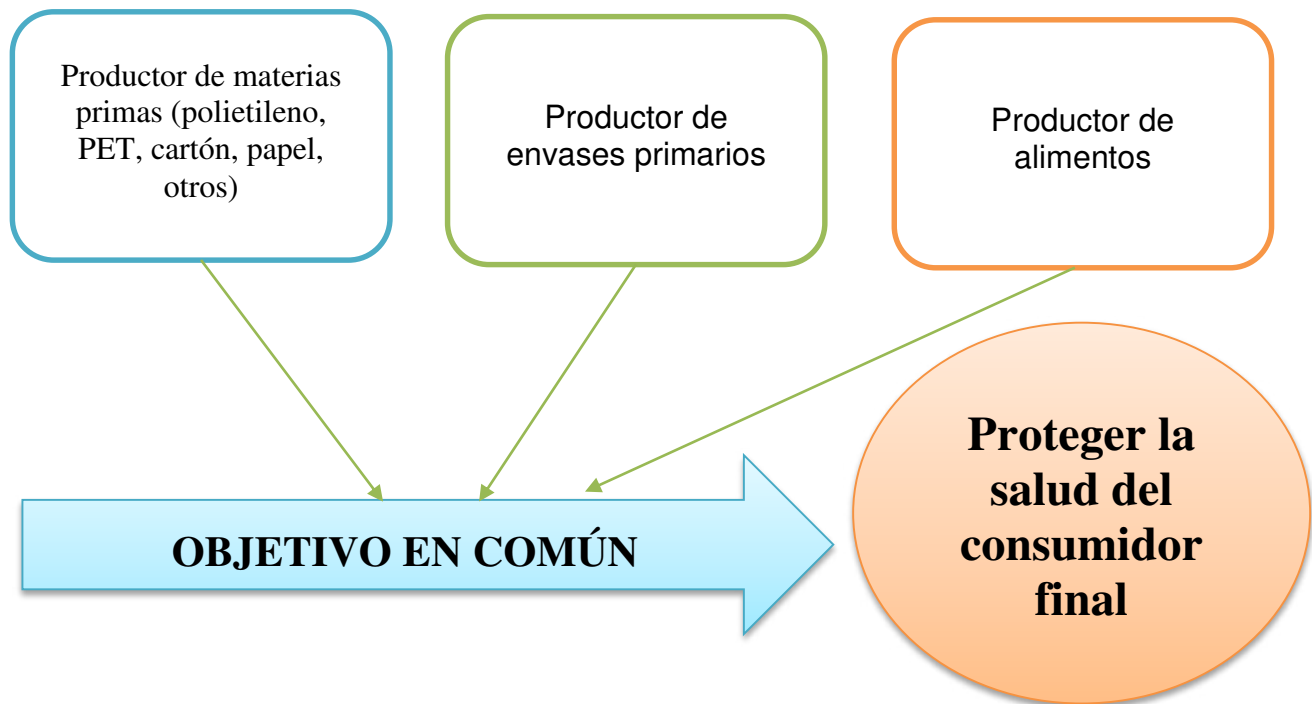 Productor de materias
primas (polietileno,
PET, cartón, papel,
otros)
Productor de
envases primarios
Productor de
alimentos
OBJETIVO EN COMÚN
Proteger la
salud del
consumidor
final